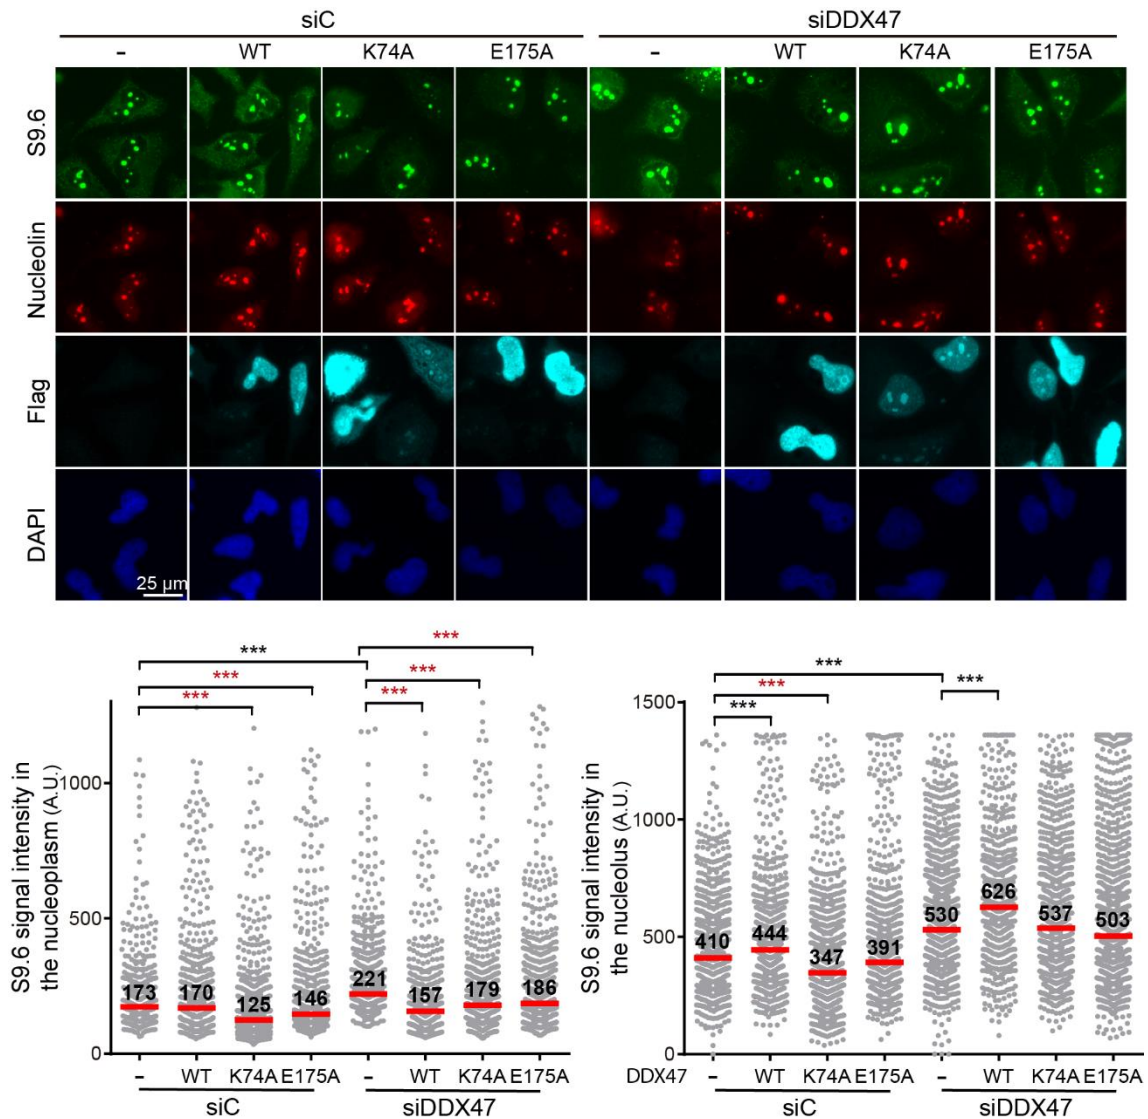 siC siDDX47
– WT K74A E175A – WT K74A E175A
S9.6
Nucleolin
Flag
DAPI
25 µm
S9.6 signal intensity in
the nucleoplasm (A.U.)
***
***
***
***
***
***
1000
500
0
173 170 125 146 221 157 179 186
– WT K74A E175A – WT K74A E175A
siC siDDX47
S9.6 signal intensity in
the nucleolus (A.U.)
***
***
***
***
1500
1000
500
0
410 444 347 391 530 626 537 503
DDX47 – WT K74A E175A – WT K74A E175A
siC siDDX47